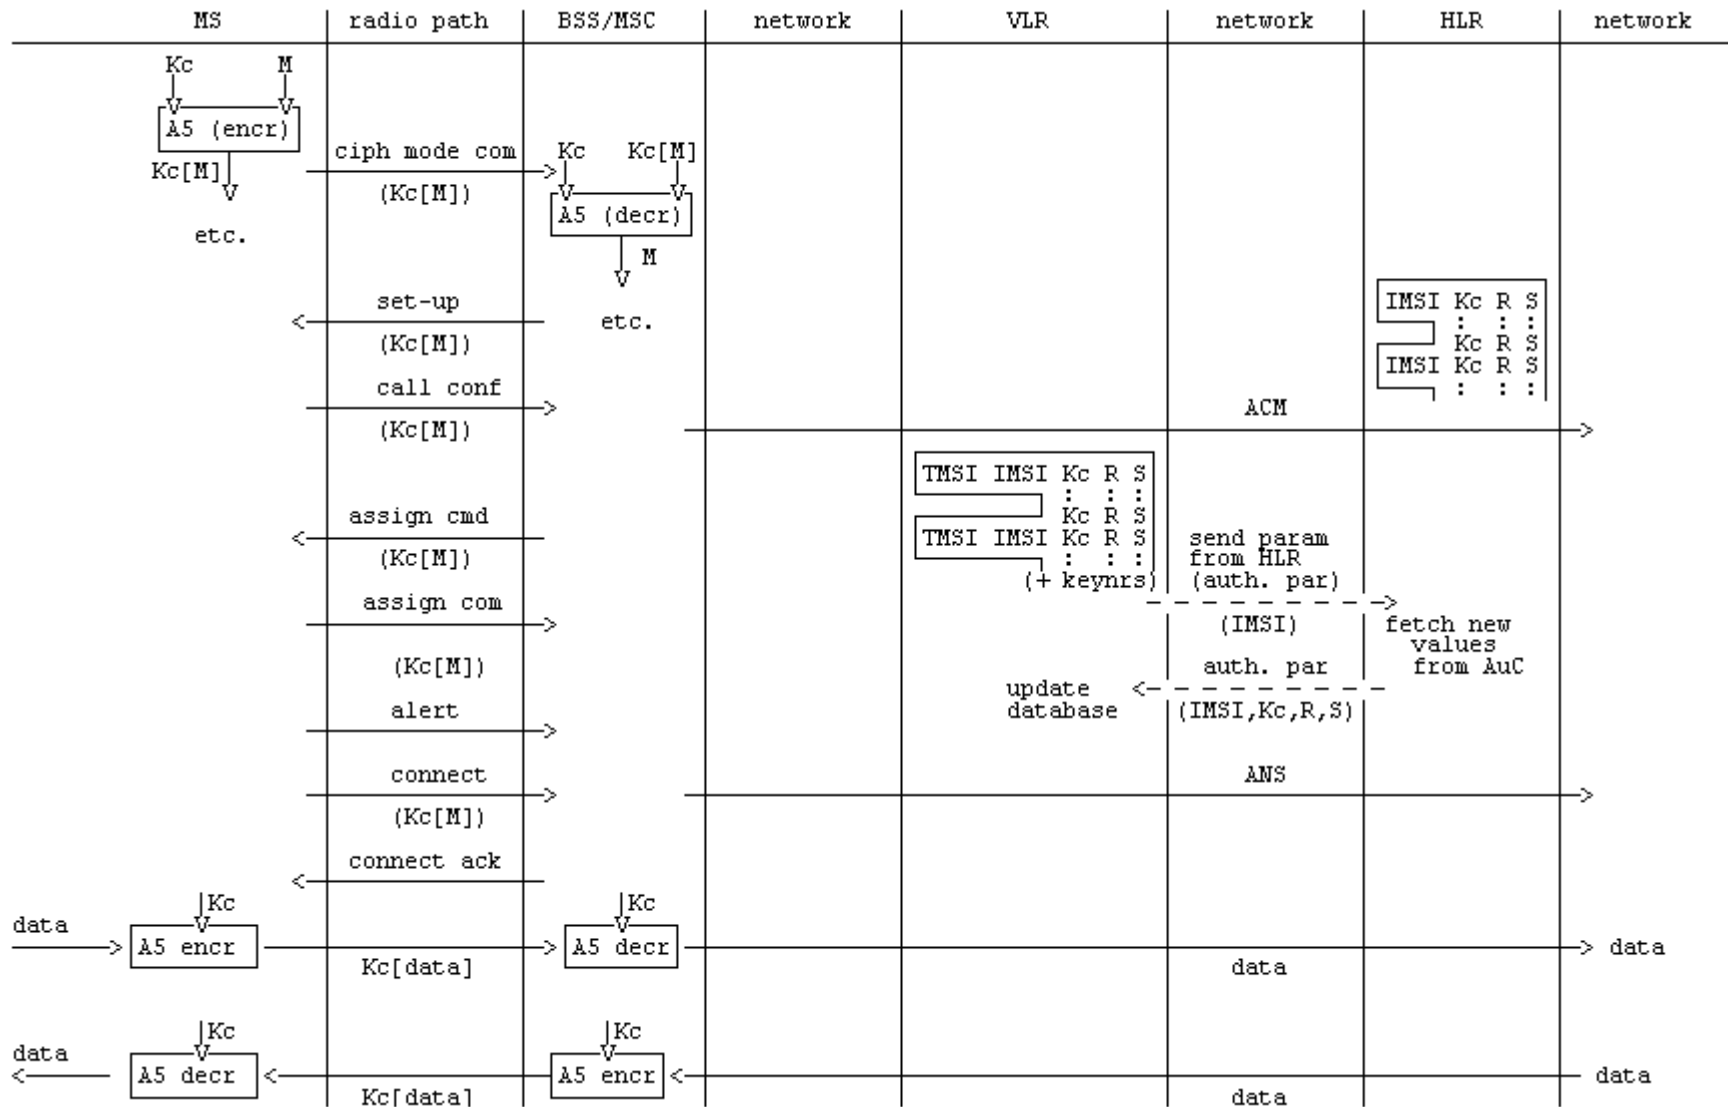 MS radio path BSS/MSC network VLR network HLR network
Kc M
A5 (encr)
Kc[M]
ciph mode com Kc Kc[M]
(Kc[M])
A5 (decr)
etc.
M
set-up IMSI Kc R S
etc. : : :
(Kc[M]) Kc R S
IMSI Kc R S
call conf : : :
ACM
(Kc[M])
TMSI IMSI Kc R S
: : :
assign cmd Kc R S
TMSI IMSI Kc R S send param
(Kc[M]) : : : from HLR
(+ keynrs) (auth. par)
assign com
(IMSI) fetch new
values
(Kc[M]) auth. par from AuC
update
alert database (IMSI,Kc,R,S)
connect ANS
(Kc[M])
connect ack
Kc Kc
data
A5 encr A5 decr data
Kc[data] data
Kc Kc
data
A5 decr A5 encr data
Kc[data] data